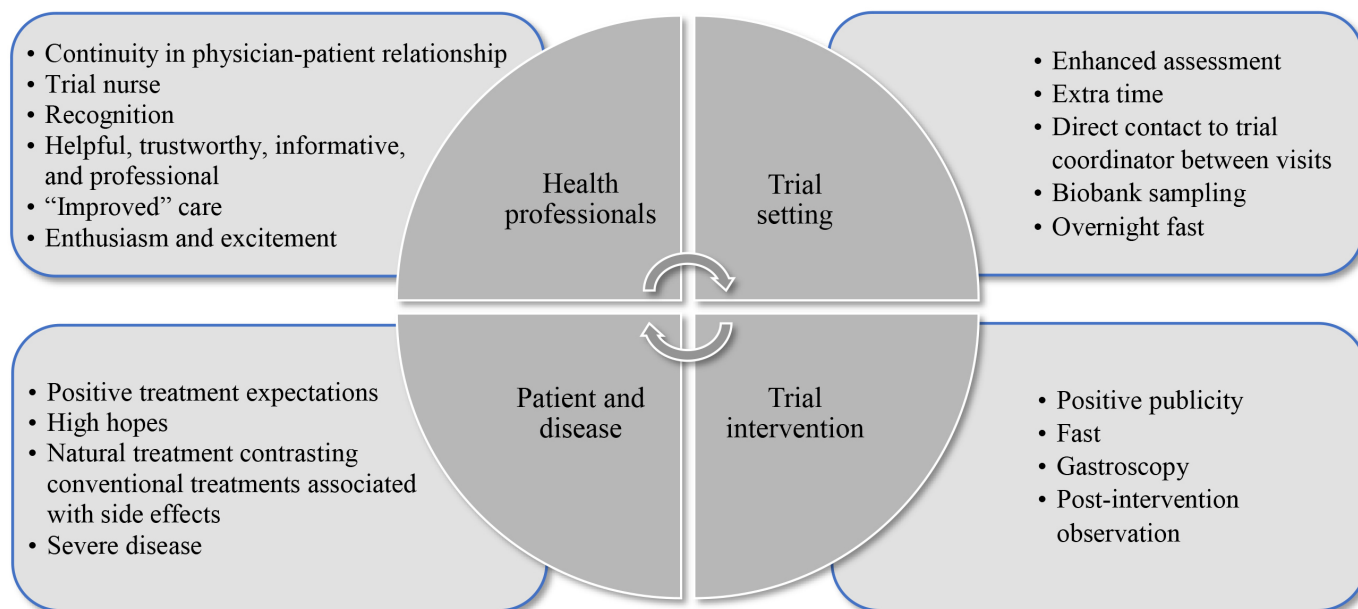 • Continuity in physician-patient relationship
• Trial nurse
• Recognition
• Helpful, trustworthy, informative,
and professional
• “Improved” care
• Enthusiasm and excitement
Health
professionals
Trial
setting
• Enhanced assessment
• Extra time
• Direct contact to trial
coordinator between visits
• Biobank sampling
• Overnight fast
• Positive treatment expectations
• High hopes
• Natural treatment contrasting
conventional treatments associated
with side effects
• Severe disease
Patient and
disease
Trial
intervention
• Positive publicity
• Fast
• Gastroscopy
• Post-intervention
observation